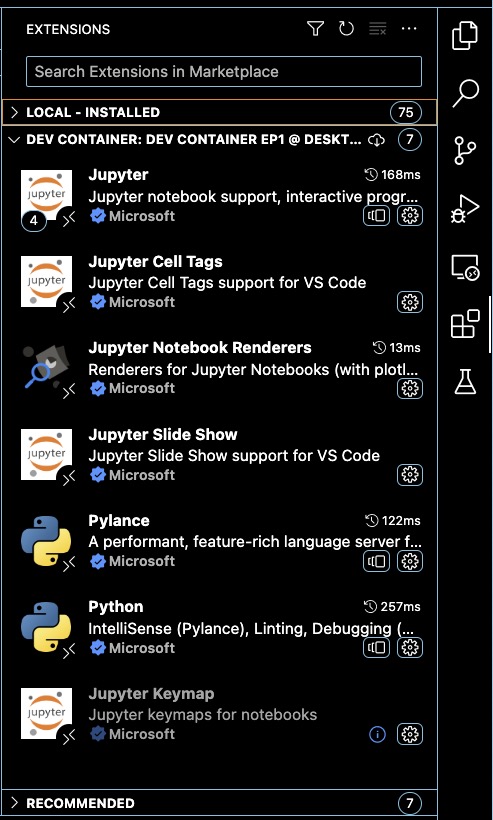 EXTENSIONS
Search Extensions in Marketplace
LOCAL - INSTALLED 75
DEV CONTAINER: DEV CONTAINER EP1 @ DESKT... 7
Jupyter 168ms
Jupyter notebook support, interactive progr...
Microsoft
jupyter
4
Jupyter Cell Tags
Jupyter Cell Tags support for VS Code
Microsoft
jupyter
Jupyter Notebook Renderers 13ms
Renderers for Jupyter Notebooks (with plotl...
Microsoft
Jupyter Slide Show
Jupyter Slide Show support for VS Code
Microsoft
jupyter
Pylance 122ms
A performant, feature-rich language server f...
Microsoft
Python 257ms
IntelliSense (Pylance), Linting, Debugging (...
Microsoft
Jupyter Keymap
Jupyter keymaps for notebooks
Microsoft
jupyter
RECOMMENDED 7